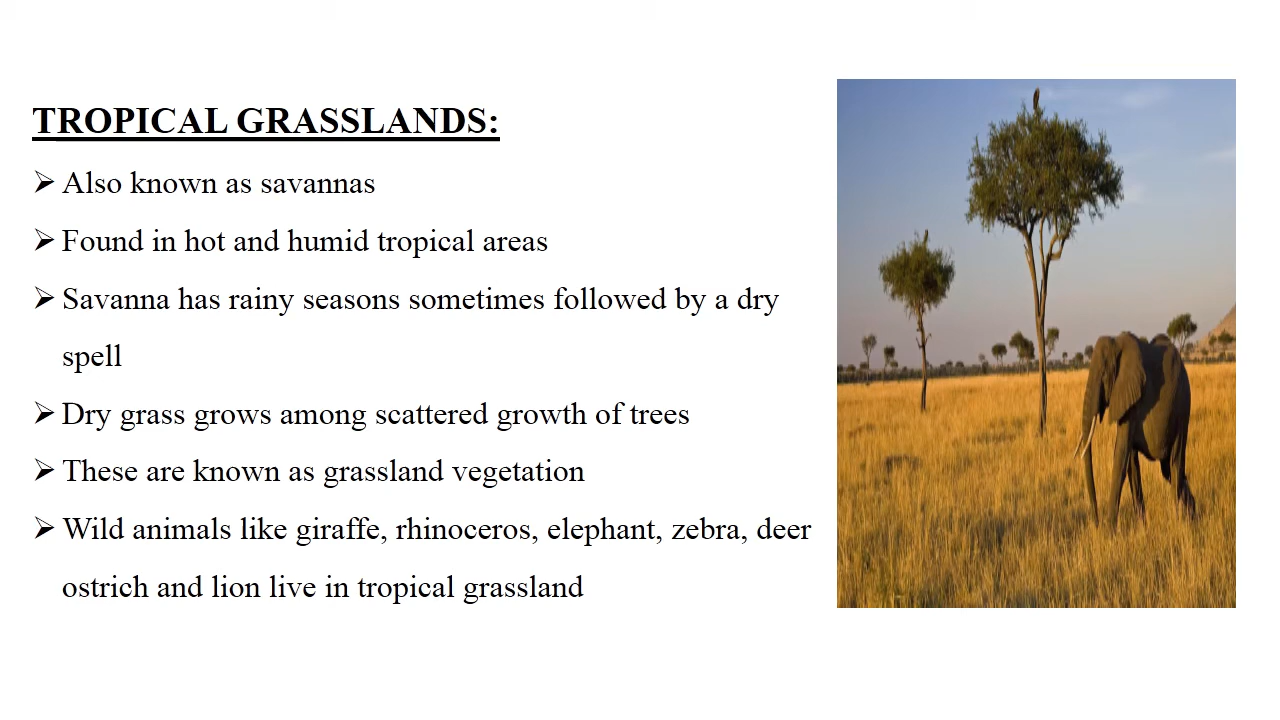 TROPICAL GRASSLANDS:
➢ Also known as savannas
➢ Found in hot and humid tropical areas
➢ Savanna has rainy seasons sometimes followed by a dry
spell
➢ Dry grass grows among scattered growth of trees
➢ These are known as grassland vegetation
➢ Wild animals like giraffe, rhinoceros, elephant, zebra, deer
ostrich and lion live in tropical grassland